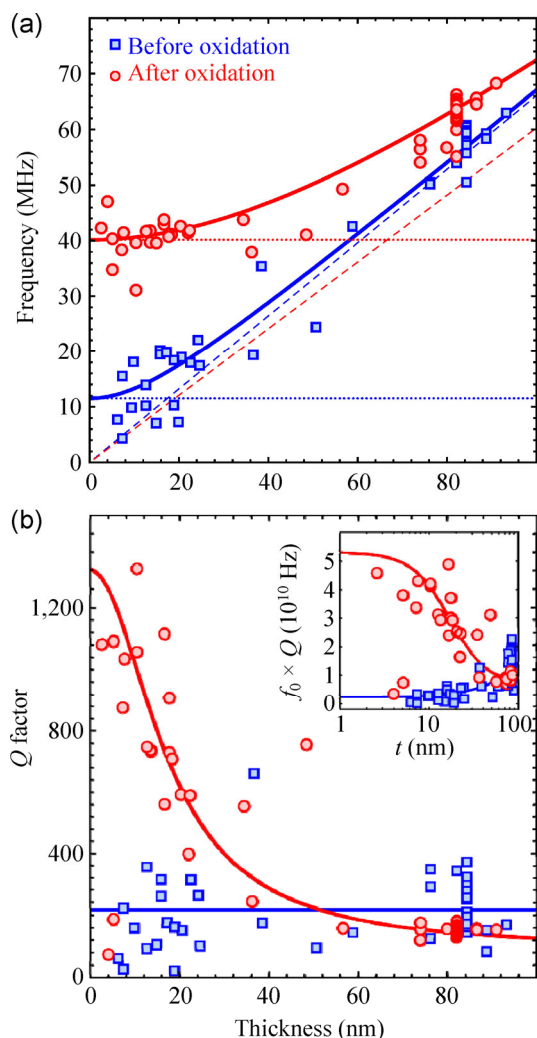 (a)
Before oxidation
After oxidation
70
60
50
40
30
20
10
0
Frequency (MHz)
0 20 40 60 80
(b)
1,200
800
400
0
Q factor
5
4
3
2
1
0
f₀ × Q (10¹⁰ Hz)
1 10 100
t (nm)
0 20 40 60 80
Thickness (nm)